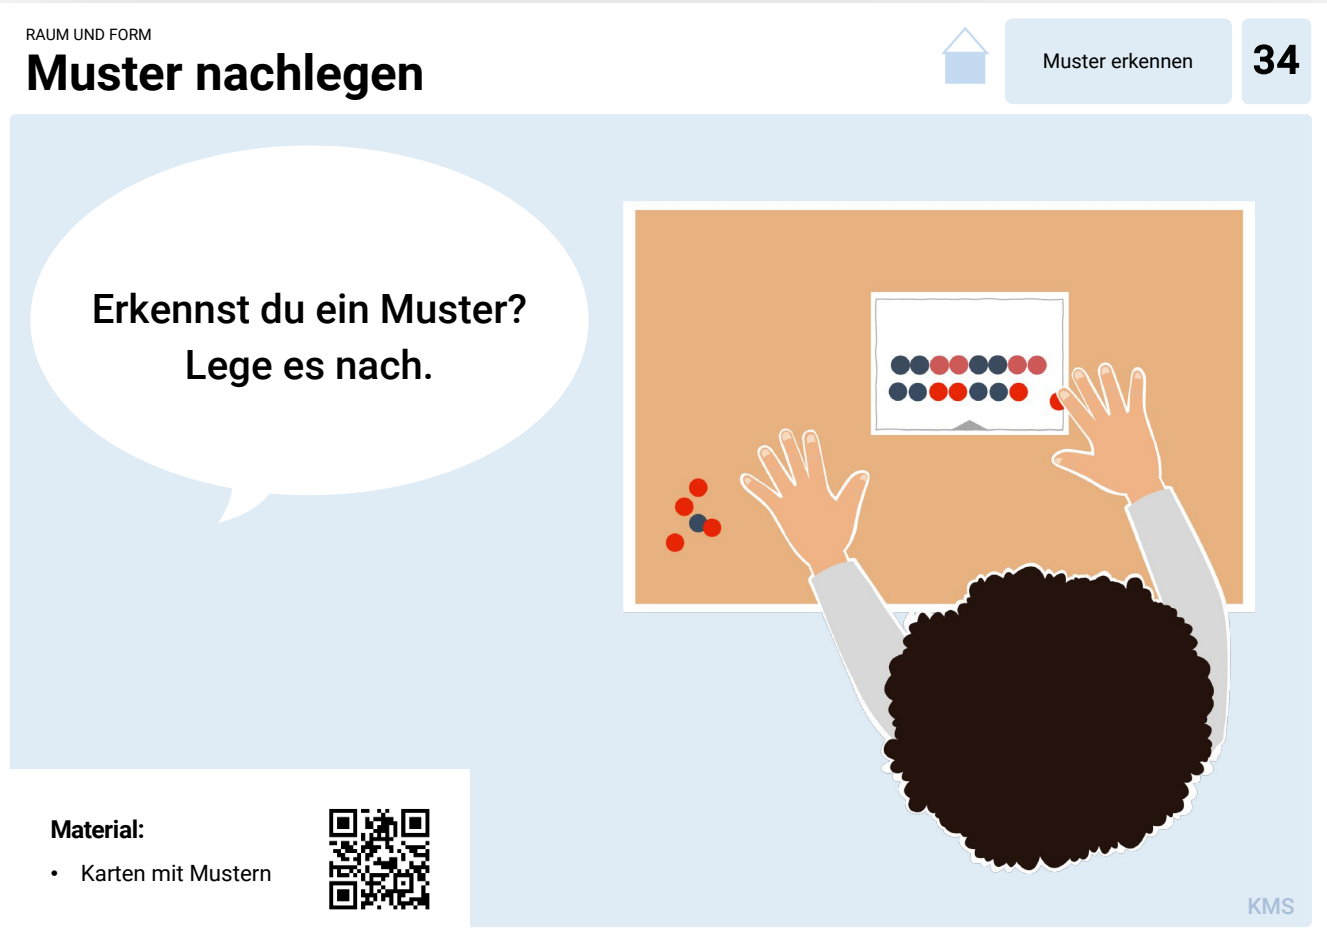 RAUM UND FORM
Muster nachlegen
Muster erkennen
34
Erkennst du ein Muster?
Lege es nach.
Material:
• Karten mit Mustern
KMS